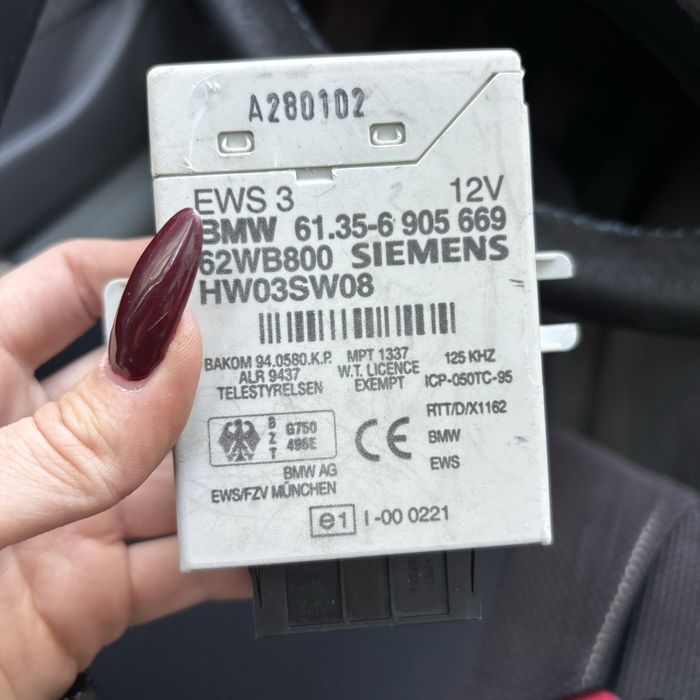 A280102
EWS 3 12V
BMW 61.35-6 905 669
62WB800 SIEMENS
HW03SW08
BAKOM 94.0580.K.P. MPT 1337 125 KHZ
ALR 9437 W.T. LICENCE ICP-050TC-95
TELESTYRELSEN EXEMPT
RTT/D/X1162
B Z T G750 496E BMW
EWS
BMW AG
EWS/FZV MÜNCHEN
CE
e1 I-00 0221